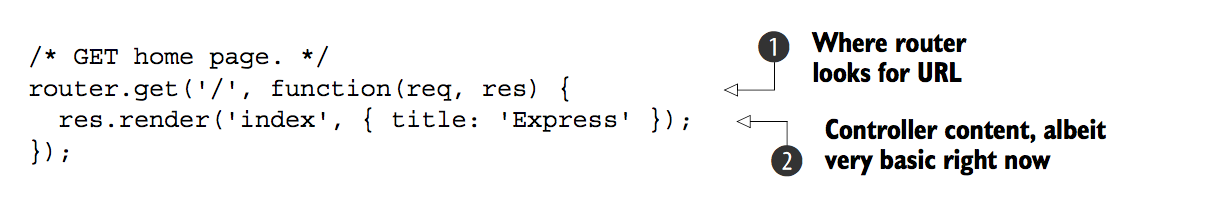 /* GET home page. */
router.get('/', function(req, res) {
  res.render('index', { title: 'Express' });
});
1 Where router
looks for URL
2 Controller content, albeit
very basic right now